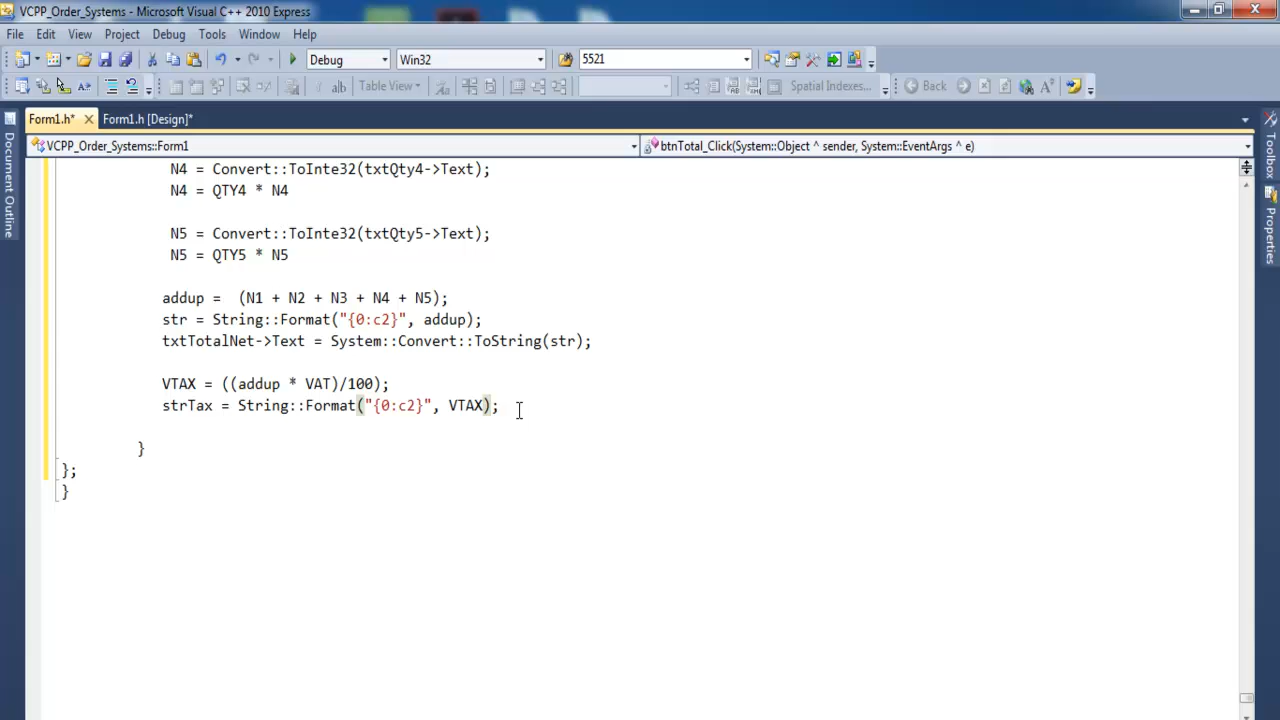 VCPP_Order_Systems - Microsoft Visual C++ 2010 Express
File Edit View Project Debug Tools Window Help
Debug Win32 5521
Table View Spatial Indexes... Back
Form1.h* Form1.h [Design]*
VCPP_Order_Systems::Form1 btnTotal_Click(System::Object ^ sender, System::EventArgs ^ e)
Document Outline
Toolbox
Properties
N4 = Convert::ToInte32(txtQty4->Text);
N4 = QTY4 * N4
N5 = Convert::ToInte32(txtQty5->Text);
N5 = QTY5 * N5
addup =  (N1 + N2 + N3 + N4 + N5);
str = String::Format("{0:c2}", addup);
txtTotalNet->Text = System::Convert::ToString(str);
VTAX = ((addup * VAT)/100);
strTax = String::Format("{0:c2}", VTAX);
}
};
}